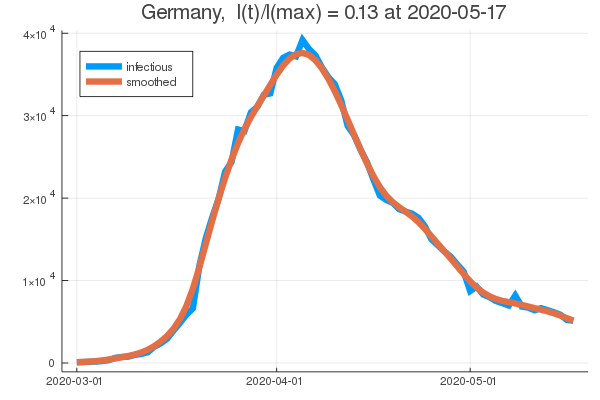 Germany,  I(t)/I(max) = 0.13 at 2020-05-17
4×10⁴
infectious
smoothed
3×10⁴
2×10⁴
1×10⁴
0
2020-03-01 2020-04-01 2020-05-01